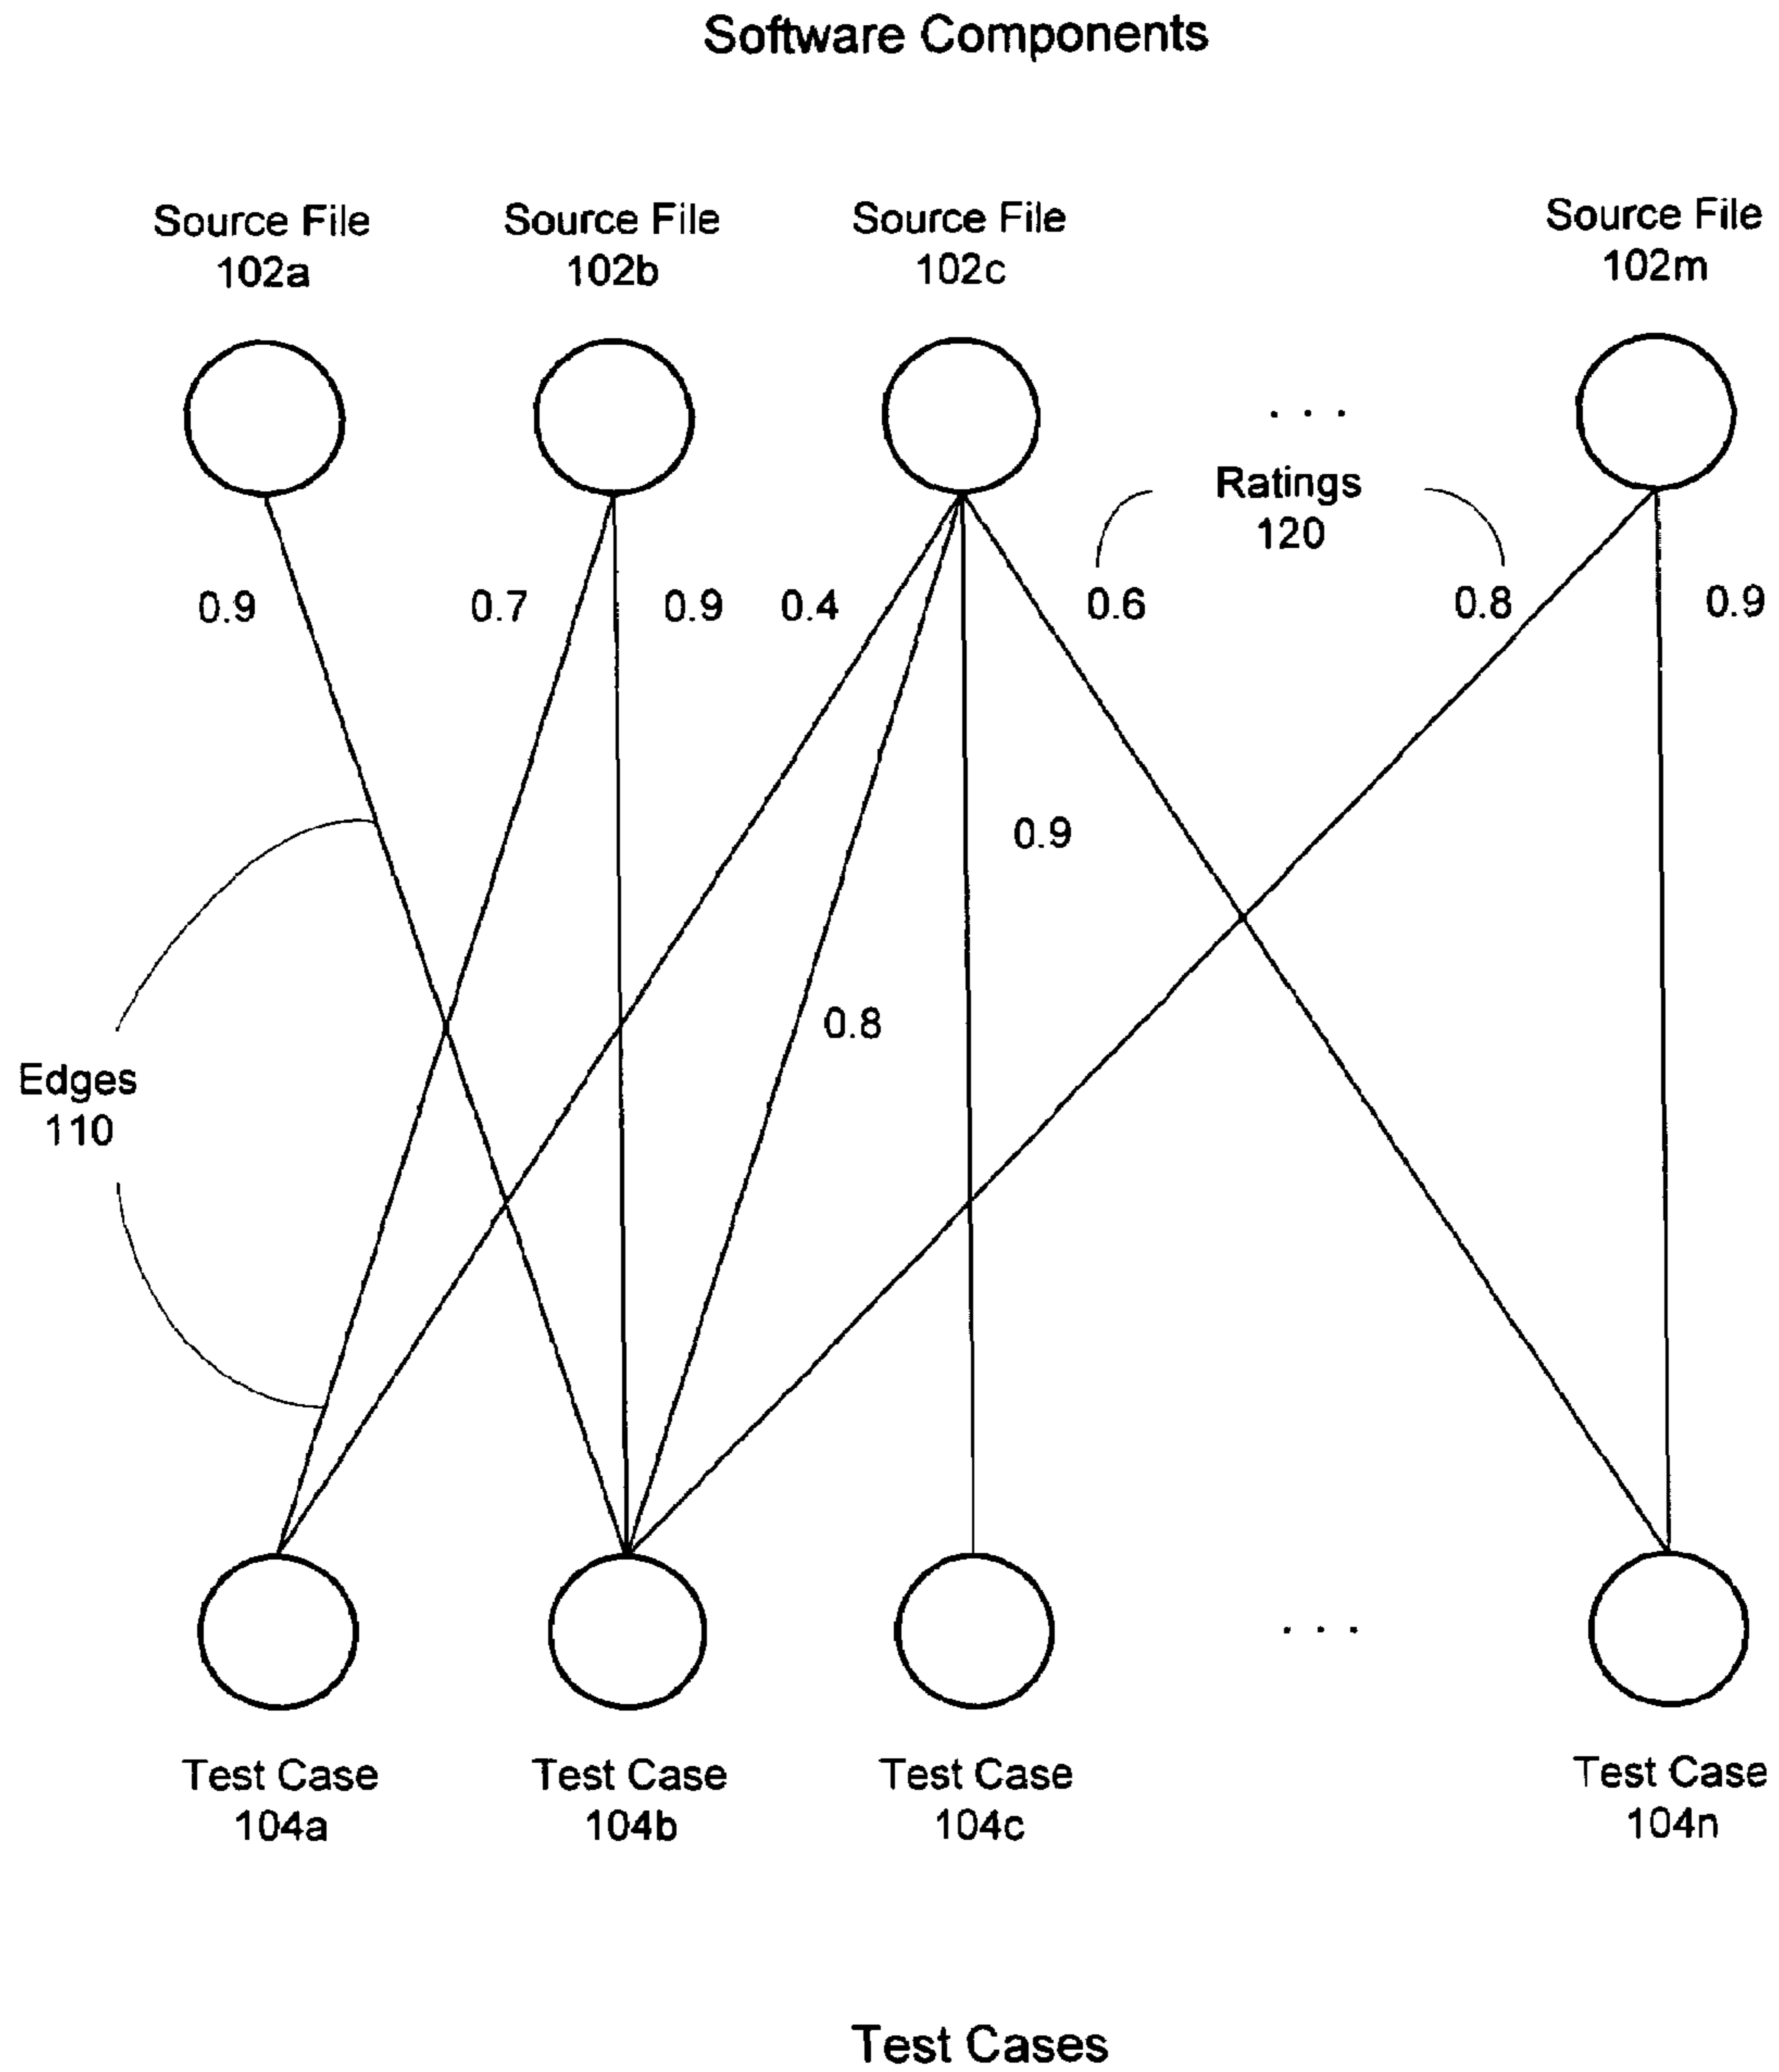 Software Components
Source File
102a
Source File
102b
Source File
102c
Source File
102m
. . .
Ratings
120
0.9
0.7
0.9
0.4
0.6
0.8
0.9
0.9
0.8
Edges
110
. . .
Test Case
104a
Test Case
104b
Test Case
104c
Test Case
104n
Test Cases